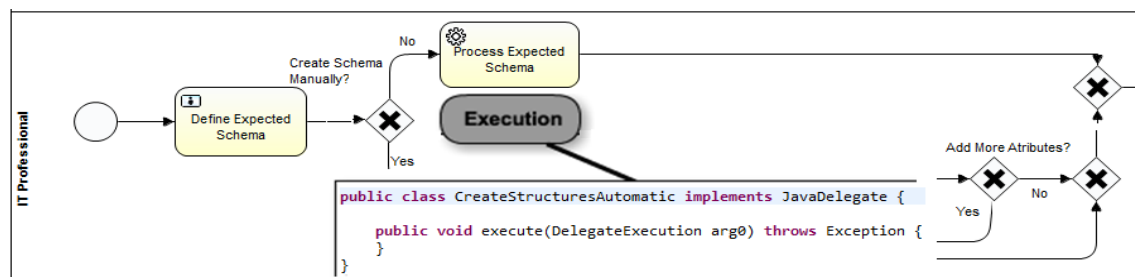 IT Professional
Define Expected
Schema
Create Schema
Manually?
No
Yes
Process Expected
Schema
Execution
public class CreateStructuresAutomatic implements JavaDelegate {
public void execute(DelegateExecution arg0) throws Exception {
}
}
Add More Atributes?
No
Yes